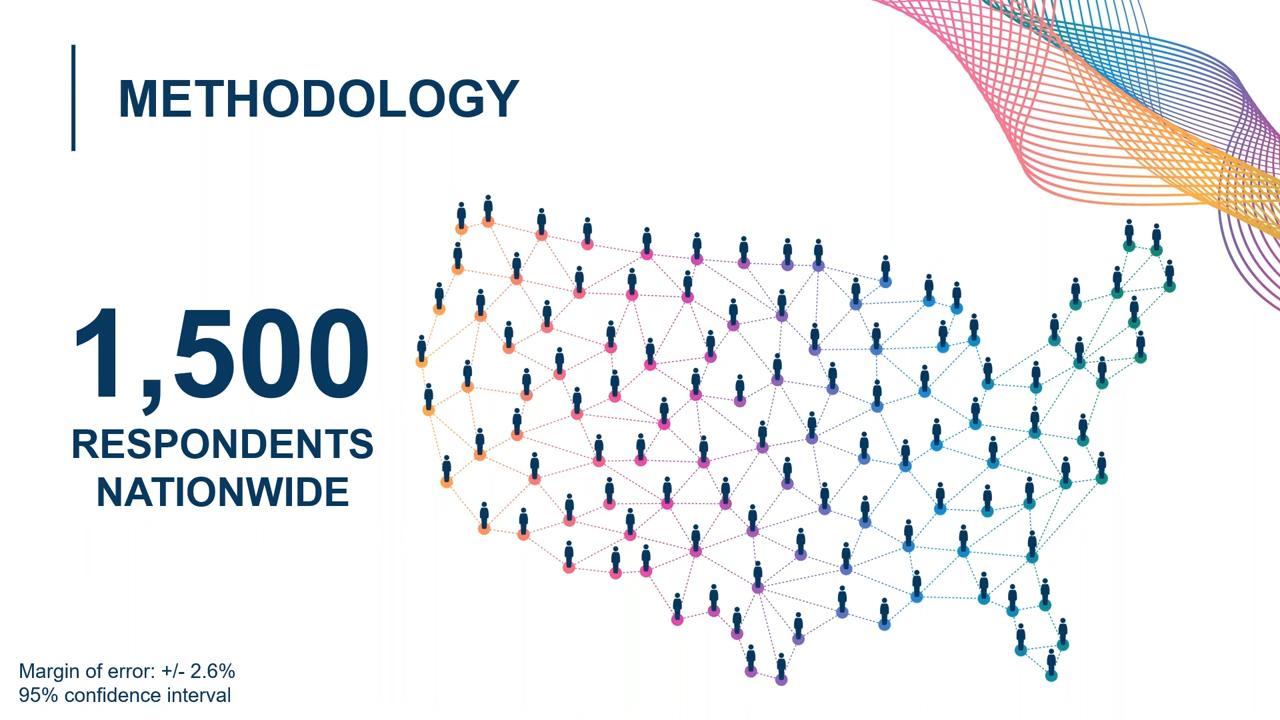 METHODOLOGY
1,500
RESPONDENTS
NATIONWIDE
Margin of error: +/- 2.6%
95% confidence interval